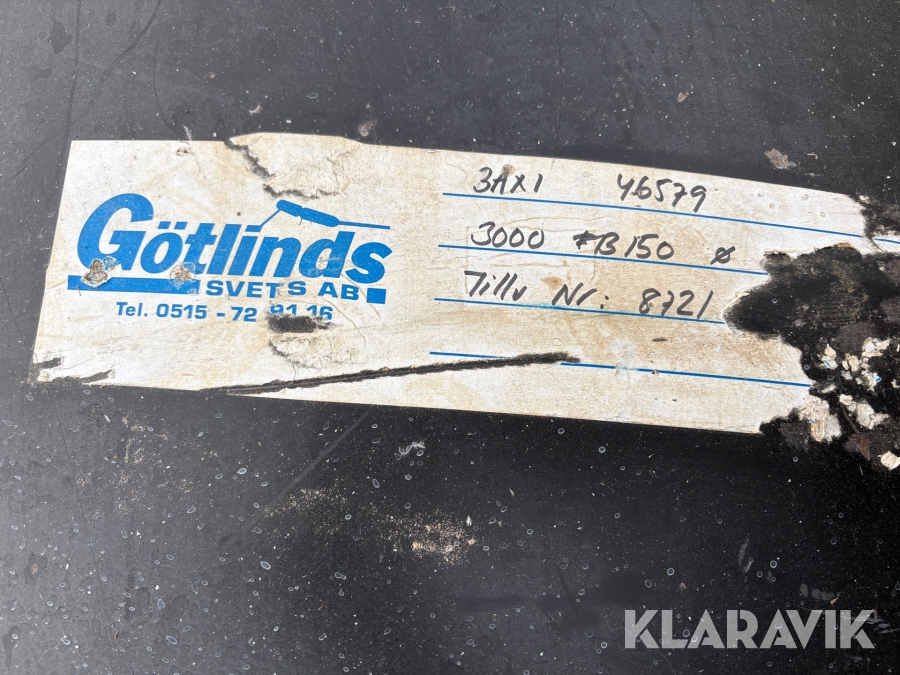 Götlinds
SVETS AB
Tel. 0515 - 72 91 16
3AX1 46579
3000 FB150 ø
Tillv Nr: 8721
KLARAVIK